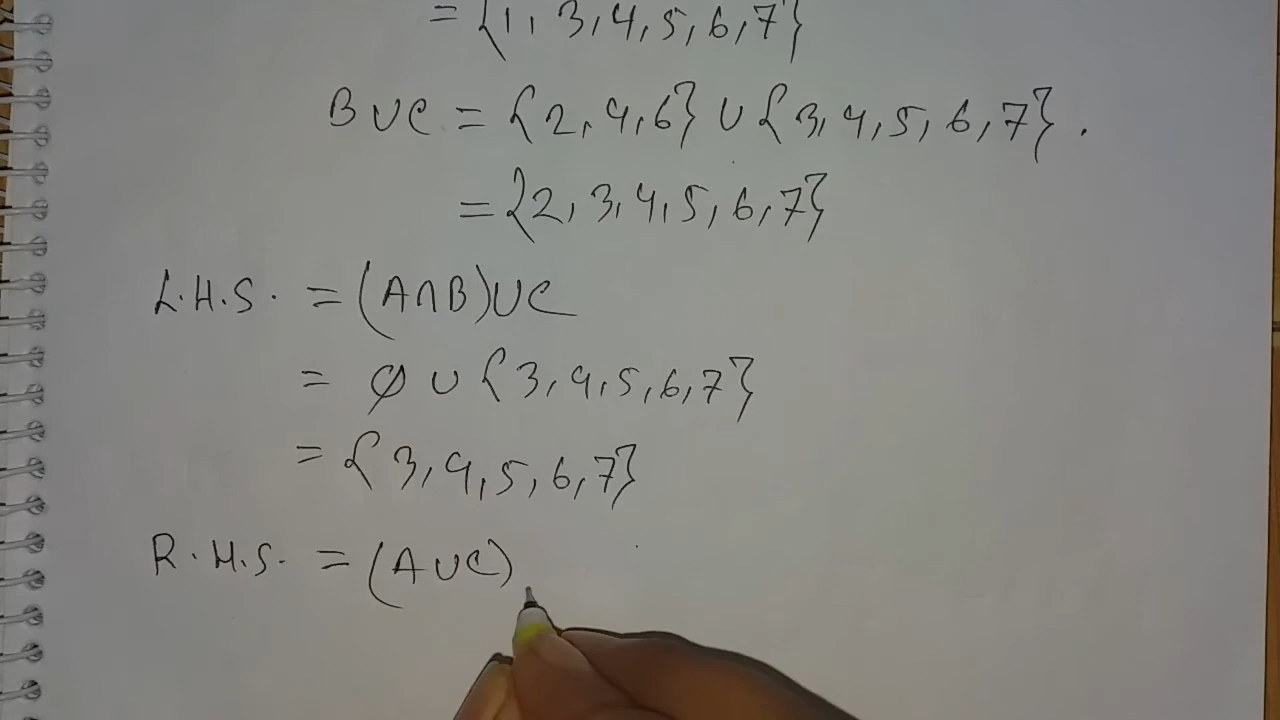 = {1, 3, 4, 5, 6, 7}
B ∪ C = {2, 4, 6} ∪ {3, 4, 5, 6, 7}.
= {2, 3, 4, 5, 6, 7}
L.H.S. = (A∩B)∪C
= ∅ ∪ {3, 4, 5, 6, 7}
= {3, 4, 5, 6, 7}
R.H.S. = (A∪C)